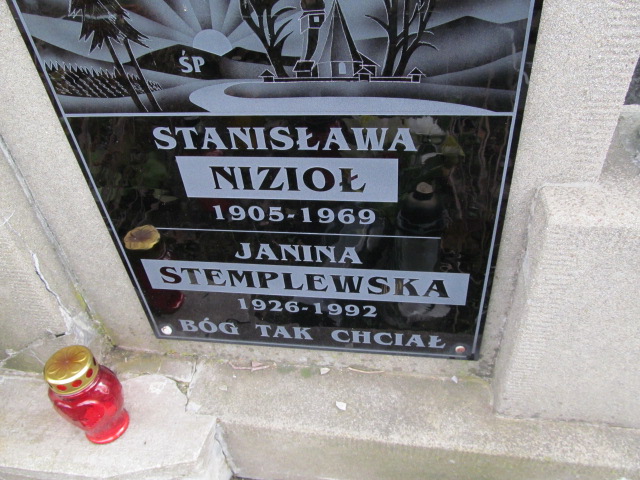 ŚP
STANISŁAWA
NIZIOŁ
1905-1969
JANINA
STEMPLEWSKA
1926-1992
BÓG TAK CHCIAŁ